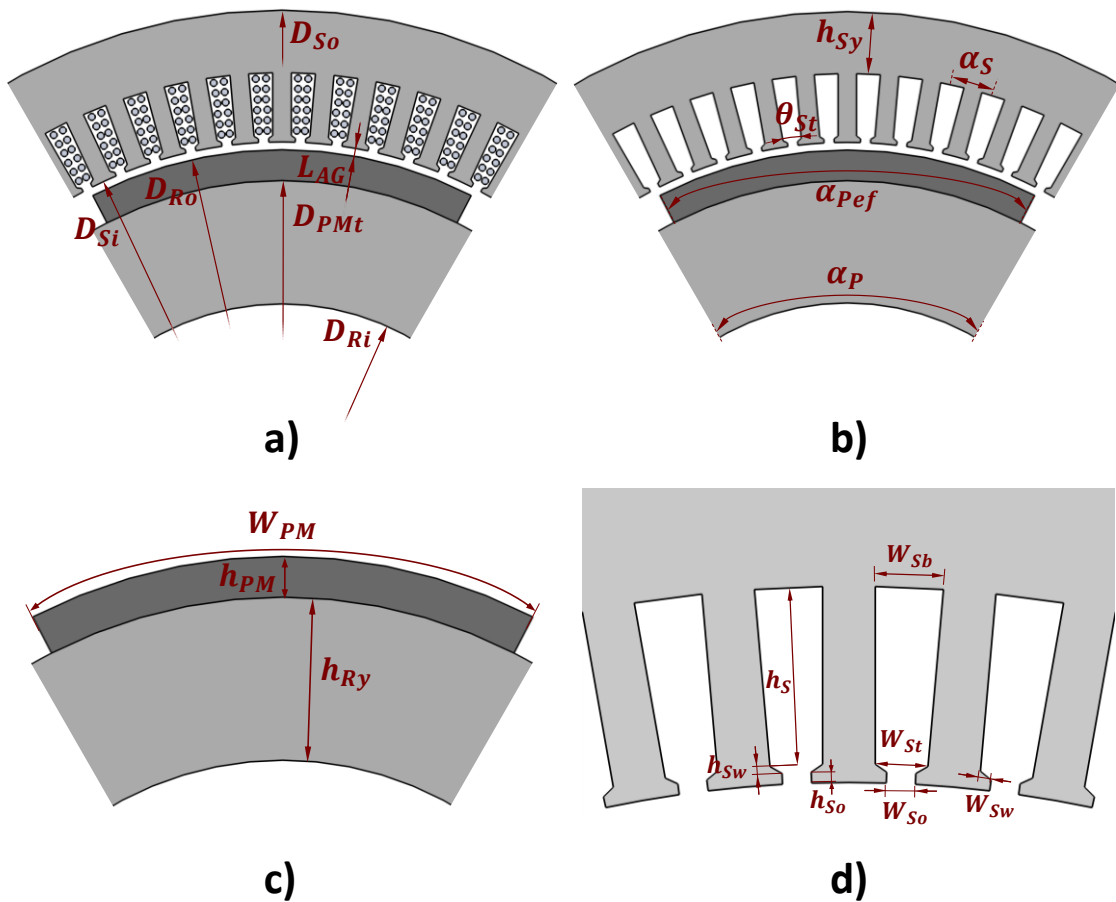 D_So
L_AG
D_Ro
D_PMt
D_Si
D_Ri
a)
h_Sy
α_S
θ_St
α_Pef
α_P
b)
W_PM
h_PM
h_Ry
c)
W_Sb
h_S
W_St
h_Sw
h_So
W_So
W_Sw
d)